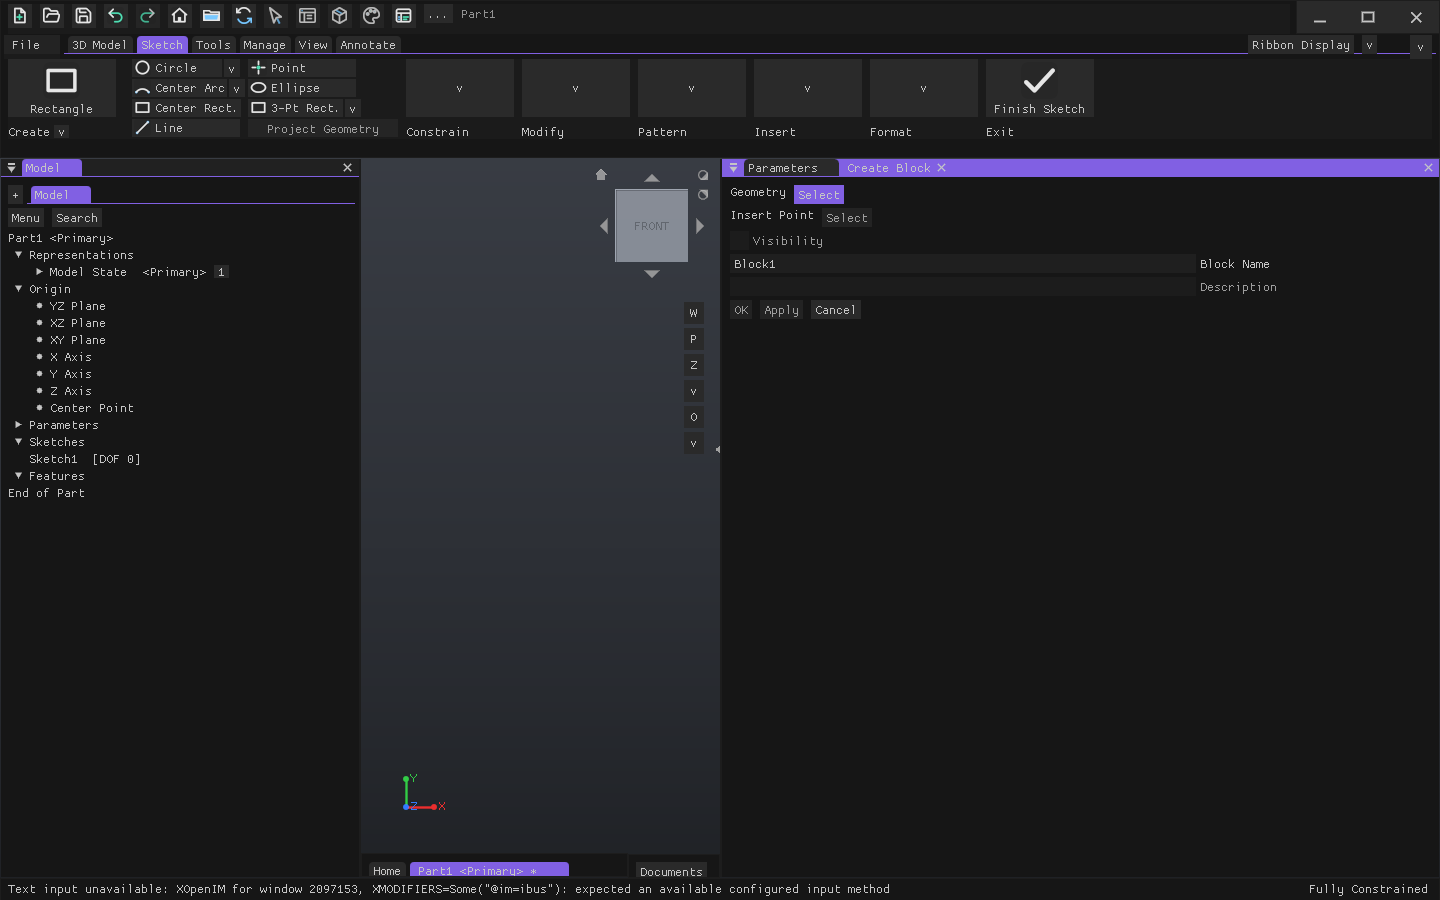 ... Part1
File 3D Model Sketch Tools Manage View Annotate Ribbon Display v v
Rectangle
Create v
Circle v
Center Arc v
Center Rect.
Line
Point
Ellipse
3-Pt Rect. v
Project Geometry
v
Constrain
v
Modify
v
Pattern
v
Insert
v
Format
Finish Sketch
Exit
Model
+ Model
Menu Search
Part1 <Primary>
Representations
Model State <Primary> 1
Origin
YZ Plane
XZ Plane
XY Plane
X Axis
Y Axis
Z Axis
Center Point
Parameters
Sketches
Sketch1 [DOF 0]
Features
End of Part
FRONT
W
P
Z
v
O
v
Y
Z X
Home Part1 <Primary> * Documents
Parameters Create Block
Geometry Select
Insert Point Select
Visibility
Block1 Block Name
Description
OK Apply Cancel
Text input unavailable: XOpenIM for window 2097153, XMODIFIERS=Some("@im=ibus"): expected an available configured input method Fully Constrained